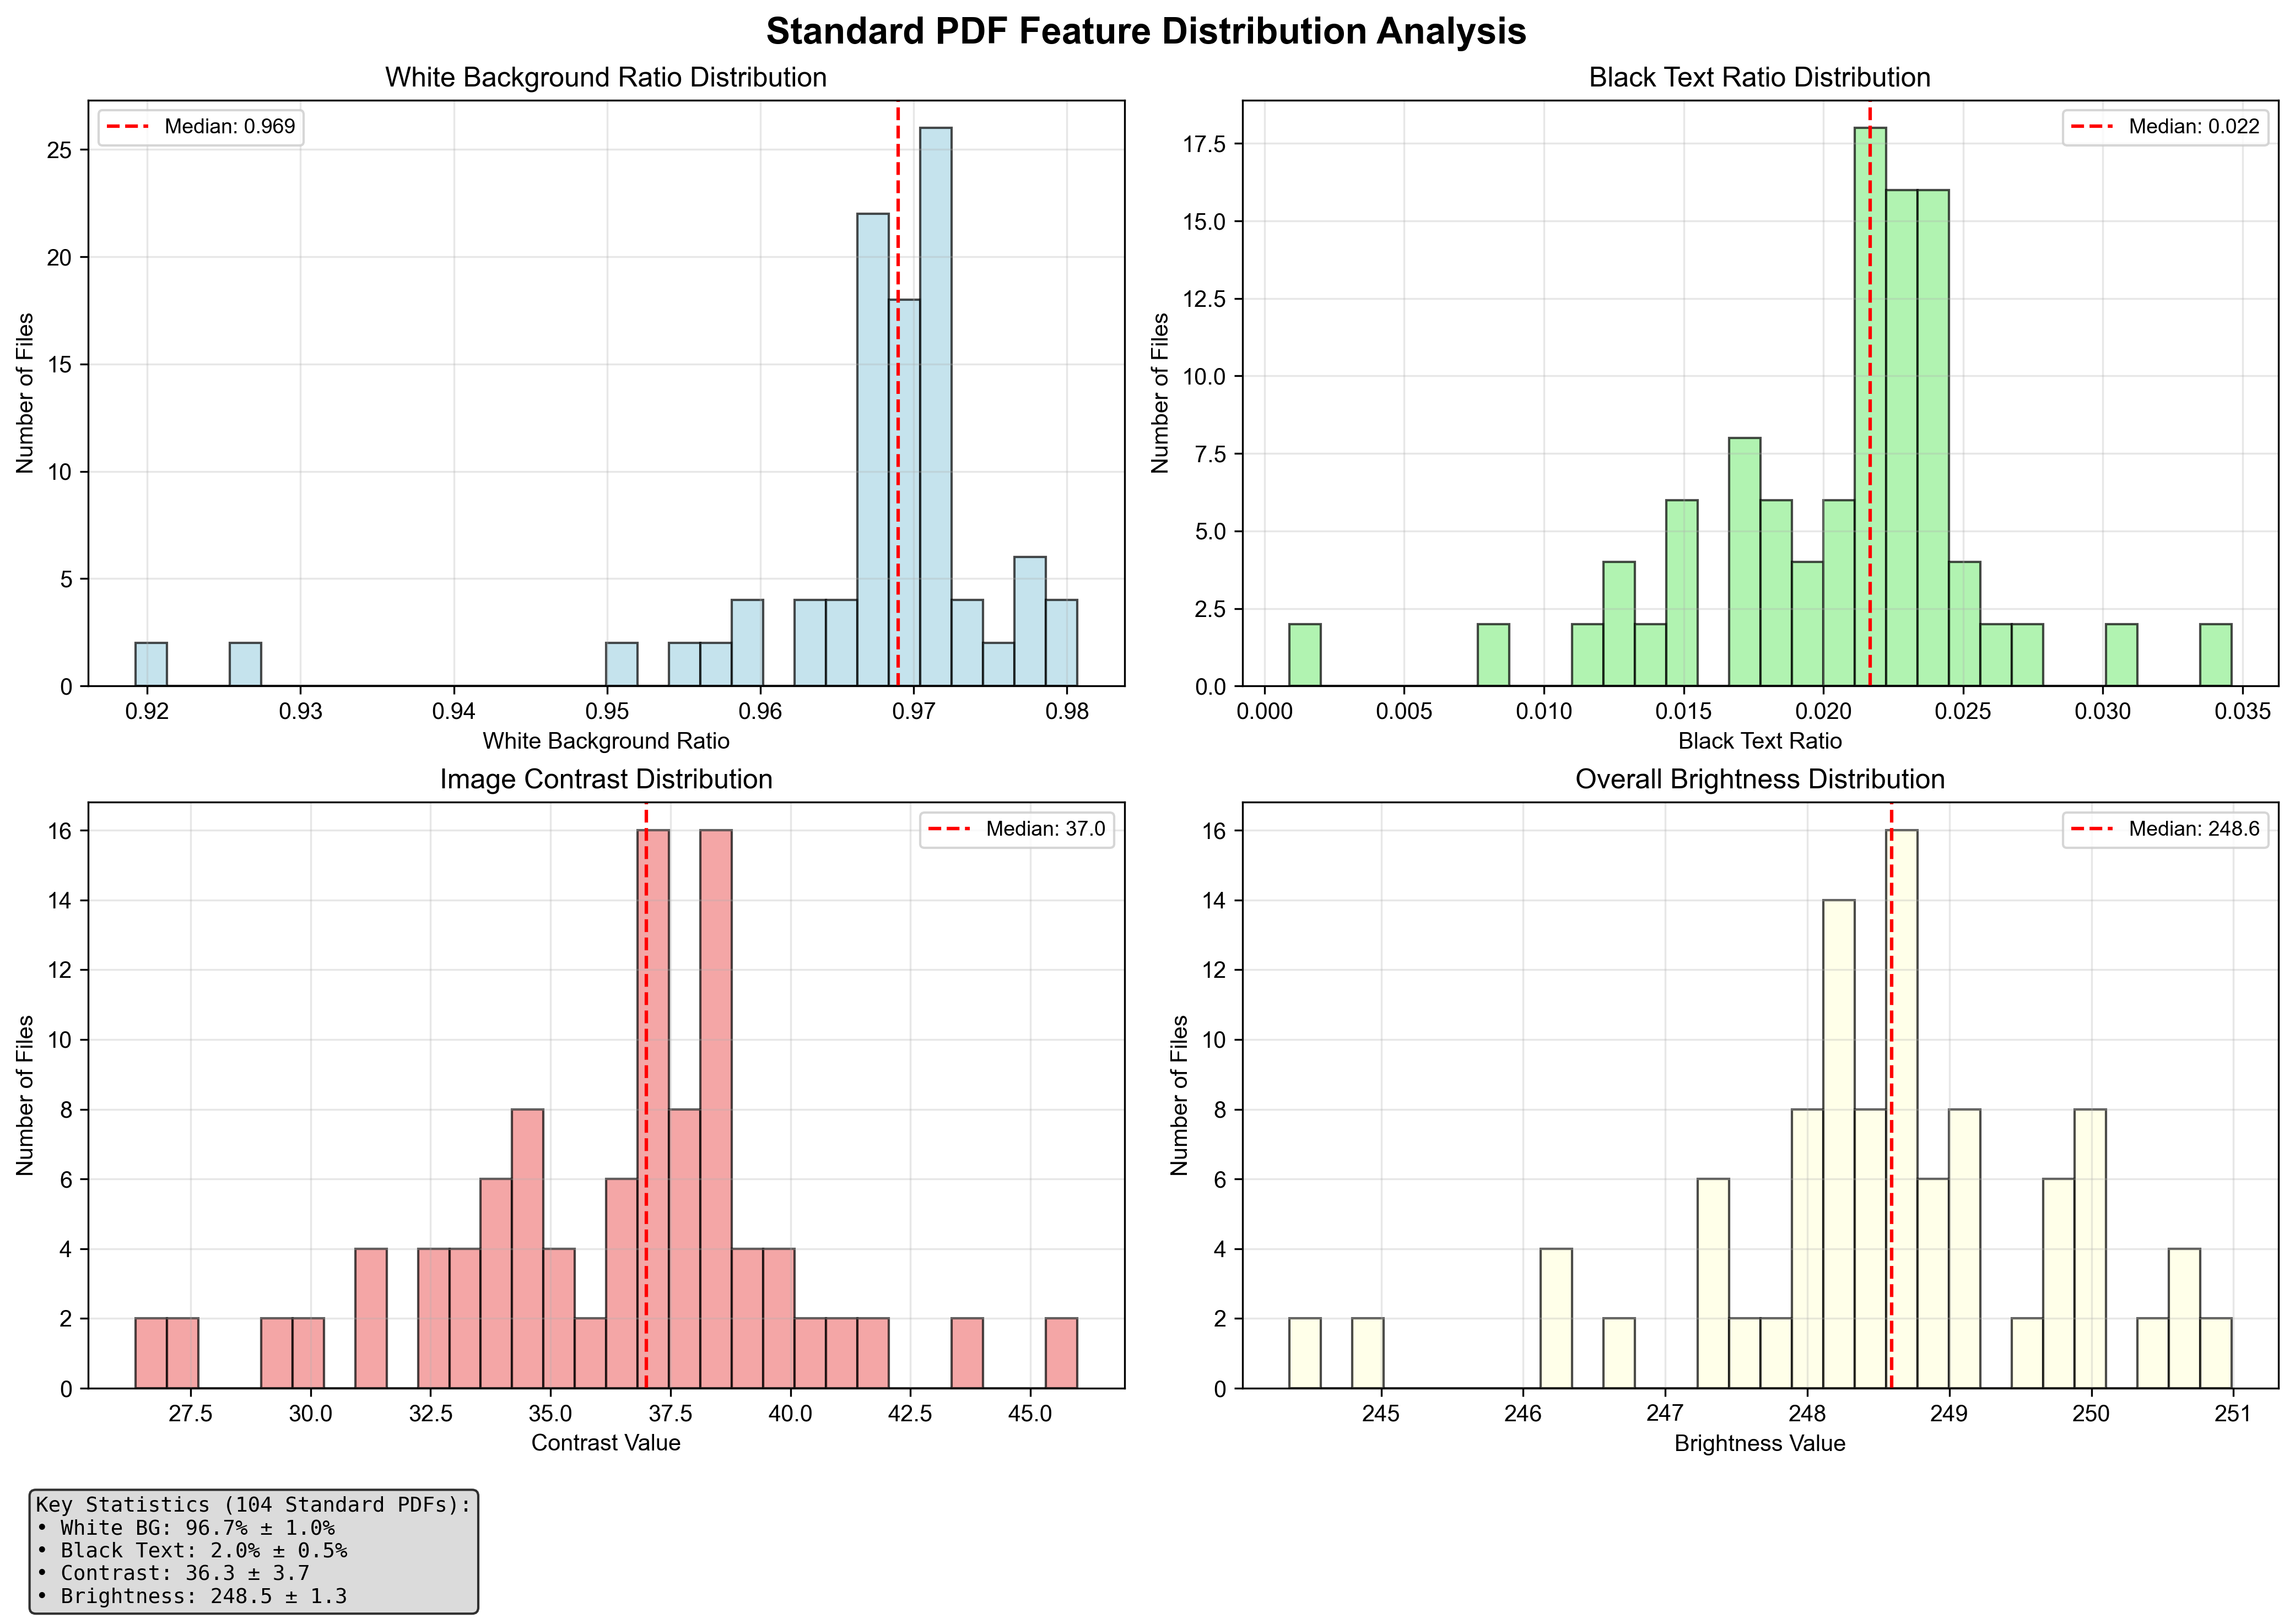 Standard PDF Feature Distribution Analysis
White Background Ratio Distribution
Median: 0.969
Number of Files
25
20
15
10
5
0
0.92 0.93 0.94 0.95 0.96 0.97 0.98
White Background Ratio
Black Text Ratio Distribution
Median: 0.022
Number of Files
17.5
15.0
12.5
10.0
7.5
5.0
2.5
0.0
0.000 0.005 0.010 0.015 0.020 0.025 0.030 0.035
Black Text Ratio
Image Contrast Distribution
Median: 37.0
Number of Files
16
14
12
10
8
6
4
2
0
27.5 30.0 32.5 35.0 37.5 40.0 42.5 45.0
Contrast Value
Overall Brightness Distribution
Median: 248.6
Number of Files
16
14
12
10
8
6
4
2
0
245 246 247 248 249 250 251
Brightness Value
Key Statistics (104 Standard PDFs):
• White BG: 96.7% ± 1.0%
• Black Text: 2.0% ± 0.5%
• Contrast: 36.3 ± 3.7
• Brightness: 248.5 ± 1.3